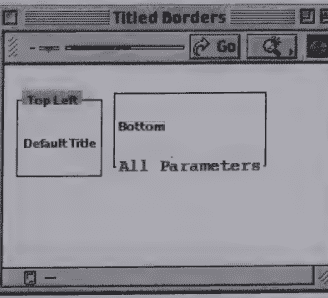 Titled Borders
Go
Top Left
Default Title
Bottom
All Parameters